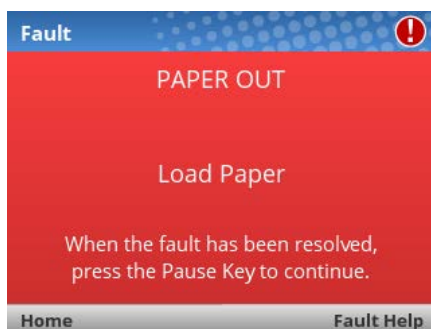 Fault
PAPER OUT
Load Paper
When the fault has been resolved,
press the Pause Key to continue.
Home
Fault Help